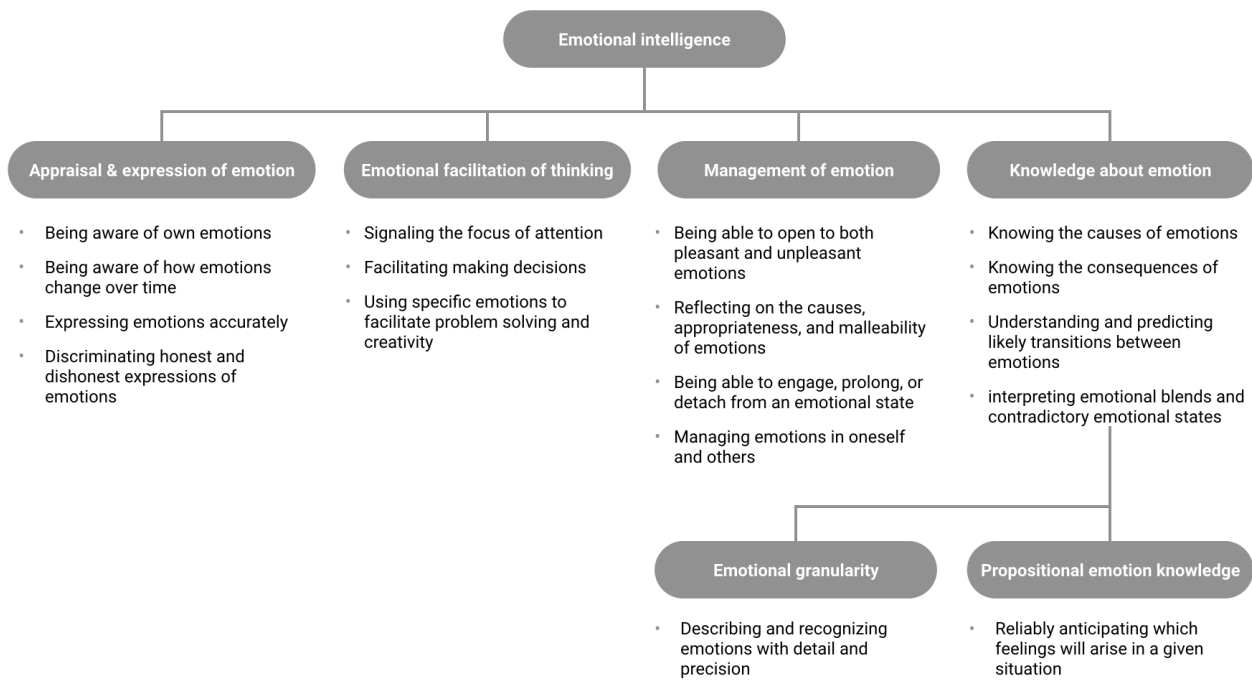 Emotional intelligence
Appraisal & expression of emotion
Being aware of own emotions
Being aware of how emotions
change over time
Expressing emotions accurately
Discriminating honest and
dishonest expressions of
emotions
Emotional facilitation of thinking
Signaling the focus of attention
Facilitating making decisions
Using specific emotions to
facilitate problem solving and
creativity
Management of emotion
Being able to open to both
pleasant and unpleasant
emotions
Reflecting on the causes,
appropriateness, and malleability
of emotions
Being able to engage, prolong, or
detach from an emotional state
Managing emotions in oneself
and others
Knowledge about emotion
Knowing the causes of emotions
Knowing the consequences of
emotions
Understanding and predicting
likely transitions between
emotions
interpreting emotional blends and
contradictory emotional states
Emotional granularity
Describing and recognizing
emotions with detail and
precision
Propositional emotion knowledge
Reliably anticipating which
feelings will arise in a given
situation